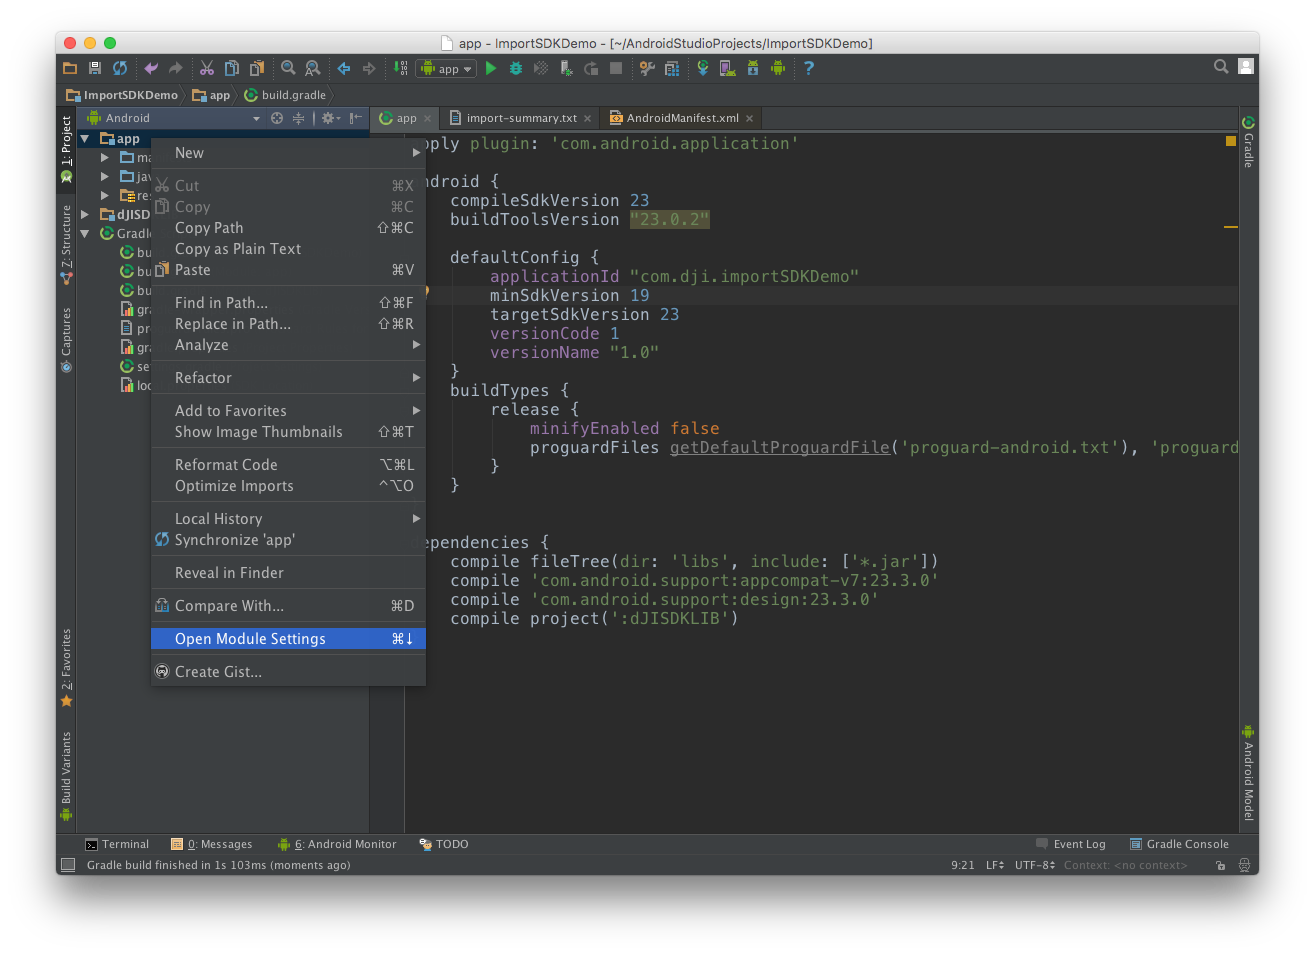 app - ImportSDKDemo - [~/AndroidStudioProjects/ImportSDKDemo]
app
ImportSDKDemo
app
build.gradle
Android
app
import-summary.txt
AndroidManifest.xml
1: Project
Z: Structure
Captures
2: Favorites
Build Variants
app
ma
jav
res
dJISD
Gradl
bu
bu
bu
gra
pro
gra
se
loc
New
Cut ⌘X
Copy ⌘C
Copy Path ⇧⌘C
Copy as Plain Text
Paste ⌘V
Find in Path... ⇧⌘F
Replace in Path... ⇧⌘R
Analyze
Refactor
Add to Favorites
Show Image Thumbnails ⇧⌘T
Reformat Code ⌥⌘L
Optimize Imports ^⌥O
Local History
Synchronize 'app'
Reveal in Finder
Compare With... ⌘D
Open Module Settings ⌘↓
Create Gist...
pply plugin: 'com.android.application'
ndroid {
compileSdkVersion 23
buildToolsVersion "23.0.2"
defaultConfig {
applicationId "com.dji.importSDKDemo"
minSdkVersion 19
targetSdkVersion 23
versionCode 1
versionName "1.0"
}
buildTypes {
release {
minifyEnabled false
proguardFiles getDefaultProguardFile('proguard-android.txt'), 'proguard
}
}
ependencies {
compile fileTree(dir: 'libs', include: ['*.jar'])
compile 'com.android.support:appcompat-v7:23.3.0'
compile 'com.android.support:design:23.3.0'
compile project(':dJISDKLIB')
Gradle
Android Model
Terminal
0: Messages
6: Android Monitor
TODO
Event Log
Gradle Console
Gradle build finished in 1s 103ms (moments ago)
9:21
LF
UTF-8
Context: <no context>